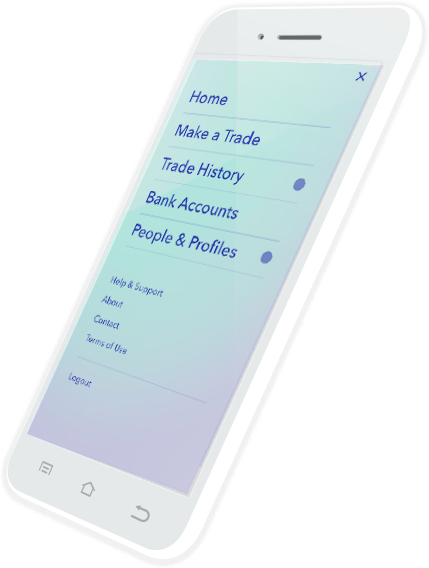 Home
Make a Trade
Trade History
Bank Accounts
People & Profiles
Help & Support
About
Contact
Terms of Use
Logout